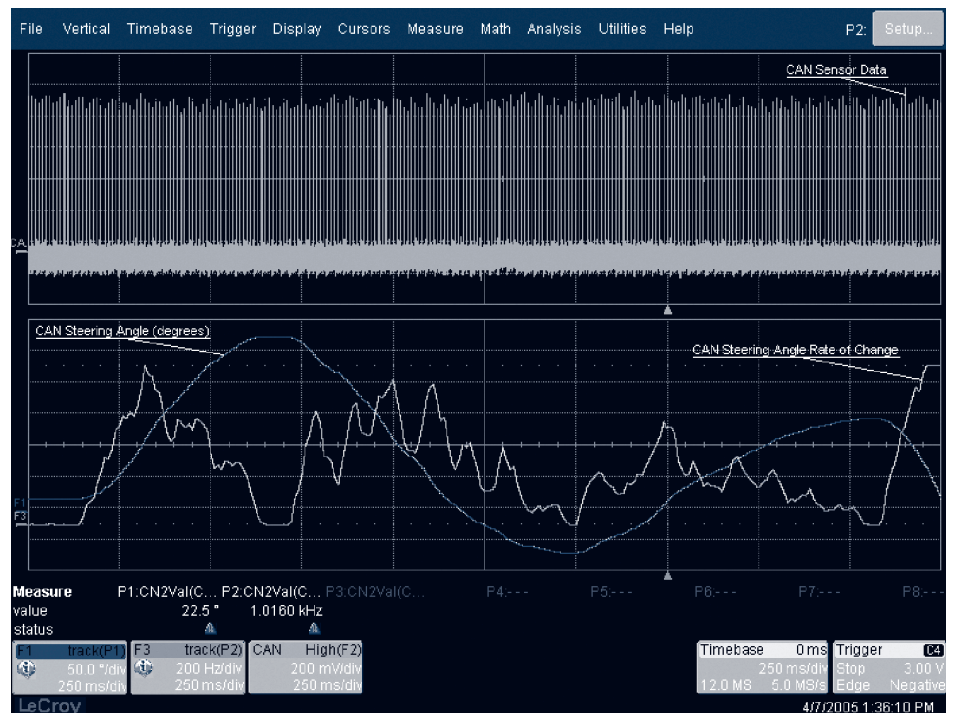 File Vertical Timebase Trigger Display Cursors Measure Math Analysis Utilities Help P2: Setup...
CAN Sensor Data
CA
CAN Steering Angle (degrees)
CAN Steering Angle Rate of Change
F1
F3
Measure P1:CN2Val(C... P2:CN2Val(C... P3:CN2Val(C... P4:--- P5:--- P6:--- P7:--- P8:---
value 22.5 ° 1.0160 kHz
status
F1 track(P1) F3 track(P2) CAN High(F2) Timebase 0 ms Trigger C4
50.0 °/div 200 Hz/div 200 mV/div 250 ms/div Stop 3.00 V
250 ms/div 250 ms/div 250 ms/div 12.0 MS 5.0 MS/s Edge Negative
LeCroy 4/7/2005 1:36:10 PM